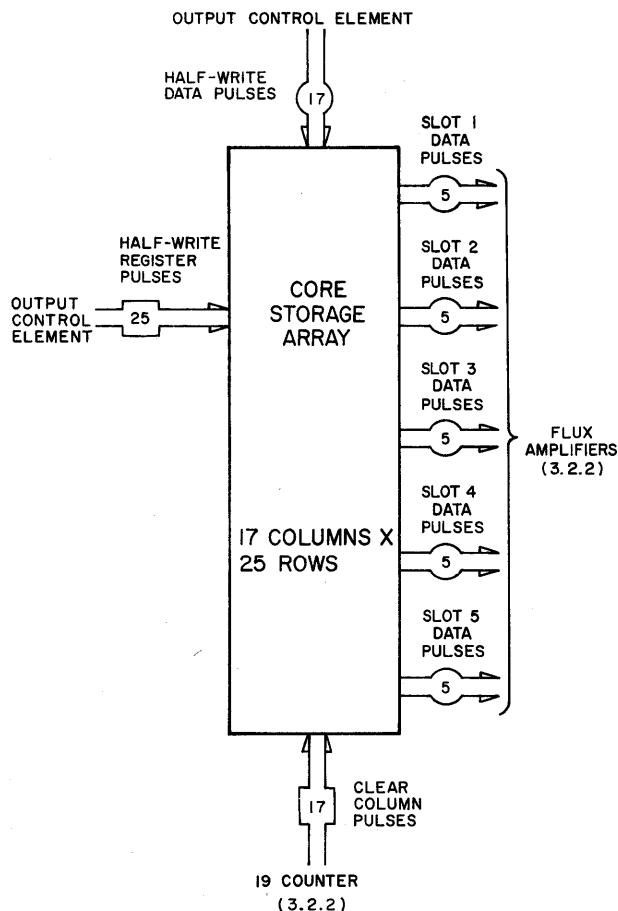 OUTPUT CONTROL ELEMENT
HALF-WRITE
DATA PULSES
17
SLOT 1
DATA
PULSES
5
HALF-WRITE
REGISTER
PULSES
OUTPUT
CONTROL
ELEMENT
25
CORE
STORAGE
ARRAY
SLOT 2
DATA
PULSES
5
SLOT 3
DATA
PULSES
5
FLUX
AMPLIFIERS
(3.2.2)
17 COLUMNS X
25 ROWS
SLOT 4
DATA
PULSES
5
SLOT 5
DATA
PULSES
5
17
CLEAR
COLUMN
PULSES
19 COUNTER
(3.2.2)